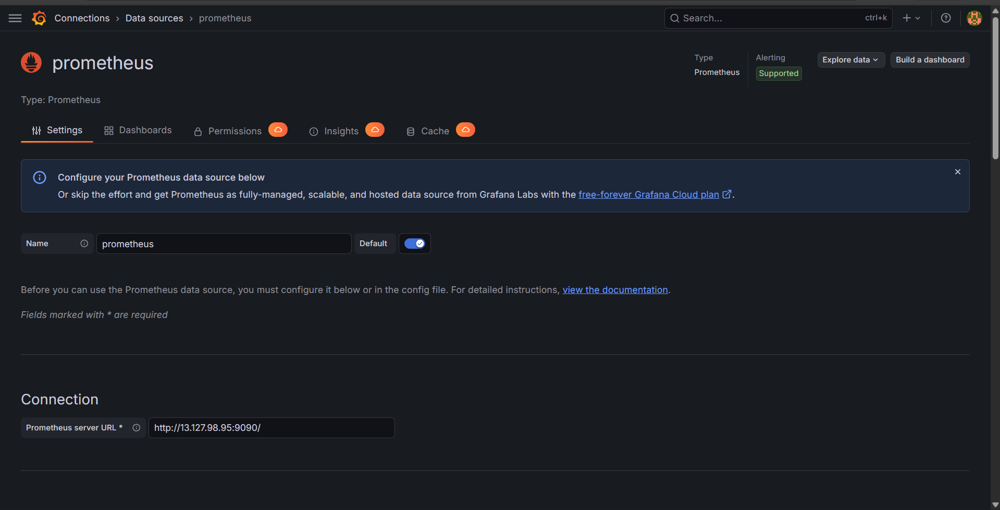 Connections › Data sources › prometheus
Search... ctrl+k
prometheus
Type
Prometheus
Alerting
Supported
Explore data
Build a dashboard
Type: Prometheus
Settings Dashboards Permissions Insights Cache
Configure your Prometheus data source below
Or skip the effort and get Prometheus as fully-managed, scalable, and hosted data source from Grafana Labs with the free-forever Grafana Cloud plan.
Name prometheus Default
Before you can use the Prometheus data source, you must configure it below or in the config file. For detailed instructions, view the documentation.
Fields marked with * are required
Connection
Prometheus server URL * http://13.127.98.95:9090/